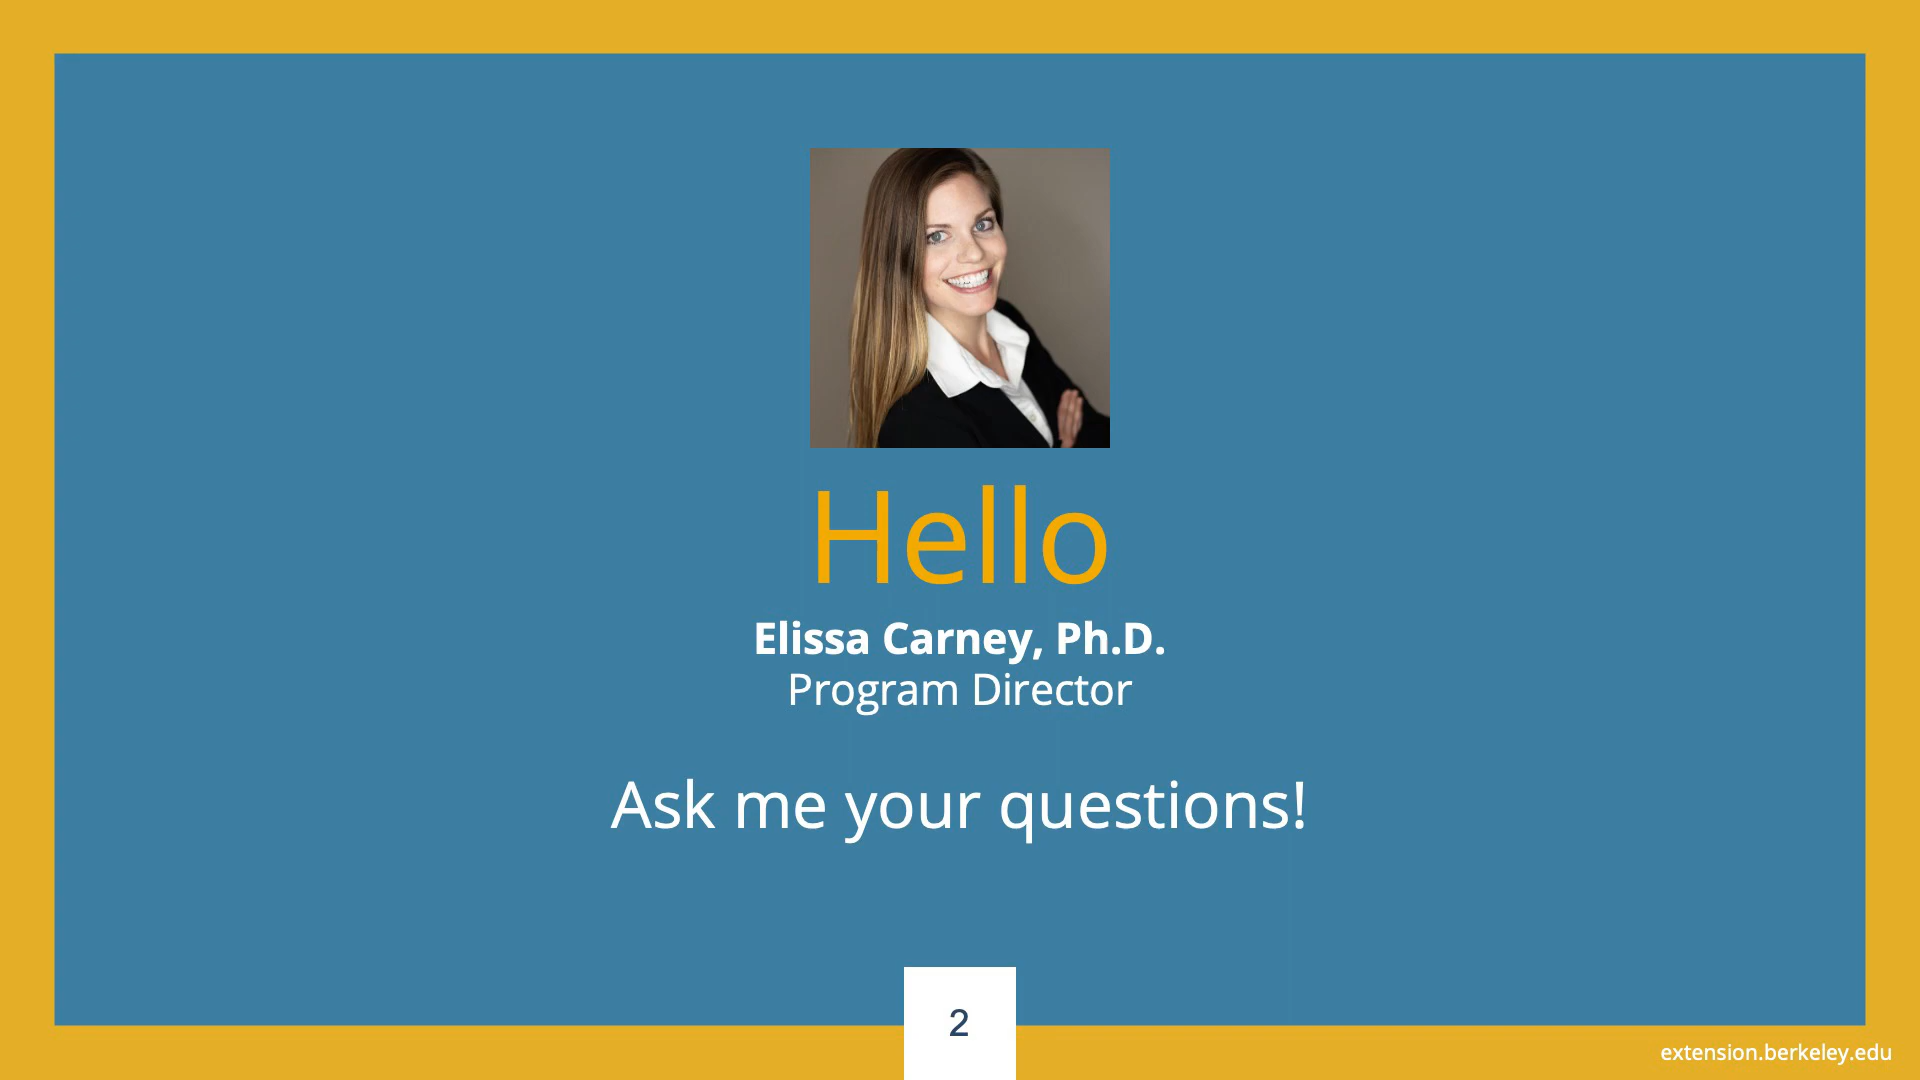 Hello
Elissa Carney, Ph.D.
Program Director
Ask me your questions!
2
extension.berkeley.edu